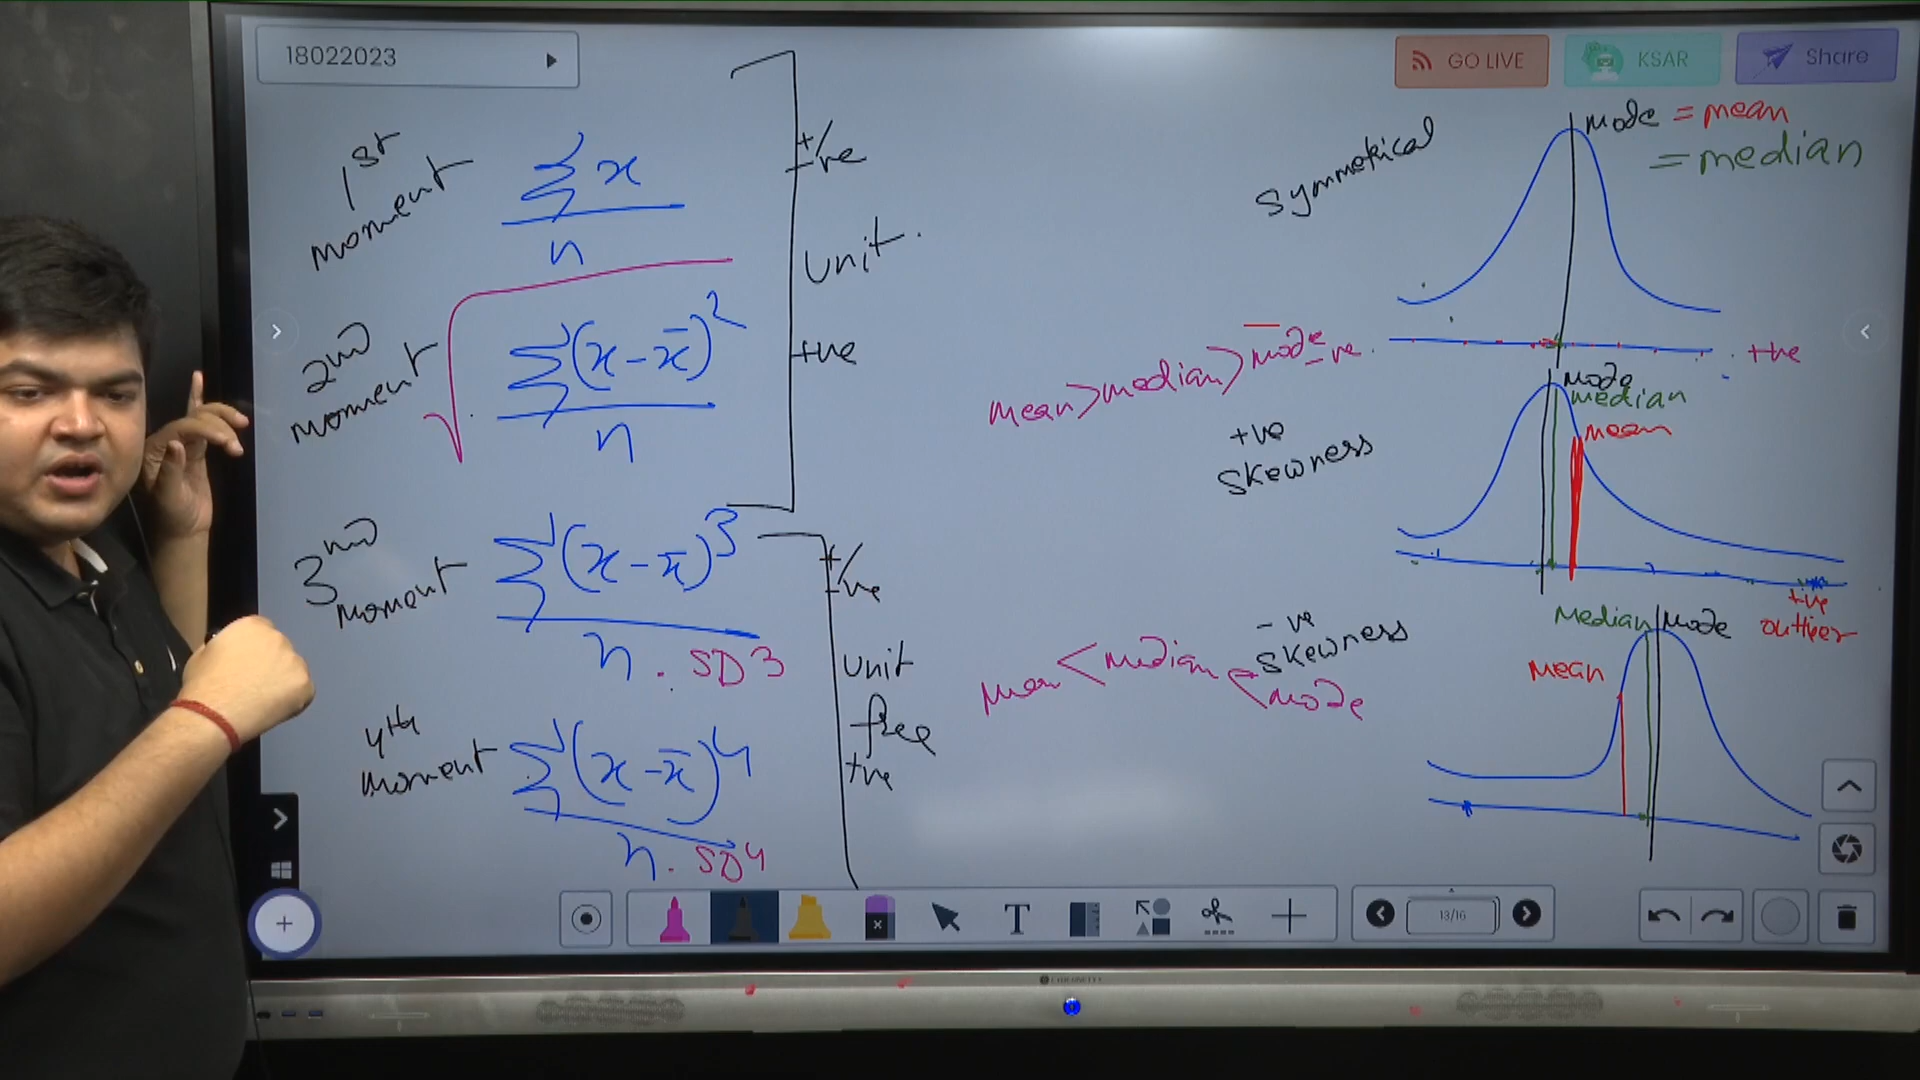 18022023
GO LIVE
KSAR
Share
1st
moment
∑x
n
+/-ve
unit.
2nd
moment
√∑(x-x̄)2
n
+ve
3nd
moment
∑(x-x̄)3
n. SD3
+/-ve
unit
free
4th
moment
∑(x-x̄)4
n. SD4
+ve
symmetrical
mode = mean
= median
mean>median>mode
-ve.
+ve
+ve
skewness
mode
median
mean
+ve
outlier
-ve
skewness
mean < median < mode
Median
Mode
mean
T
13/16